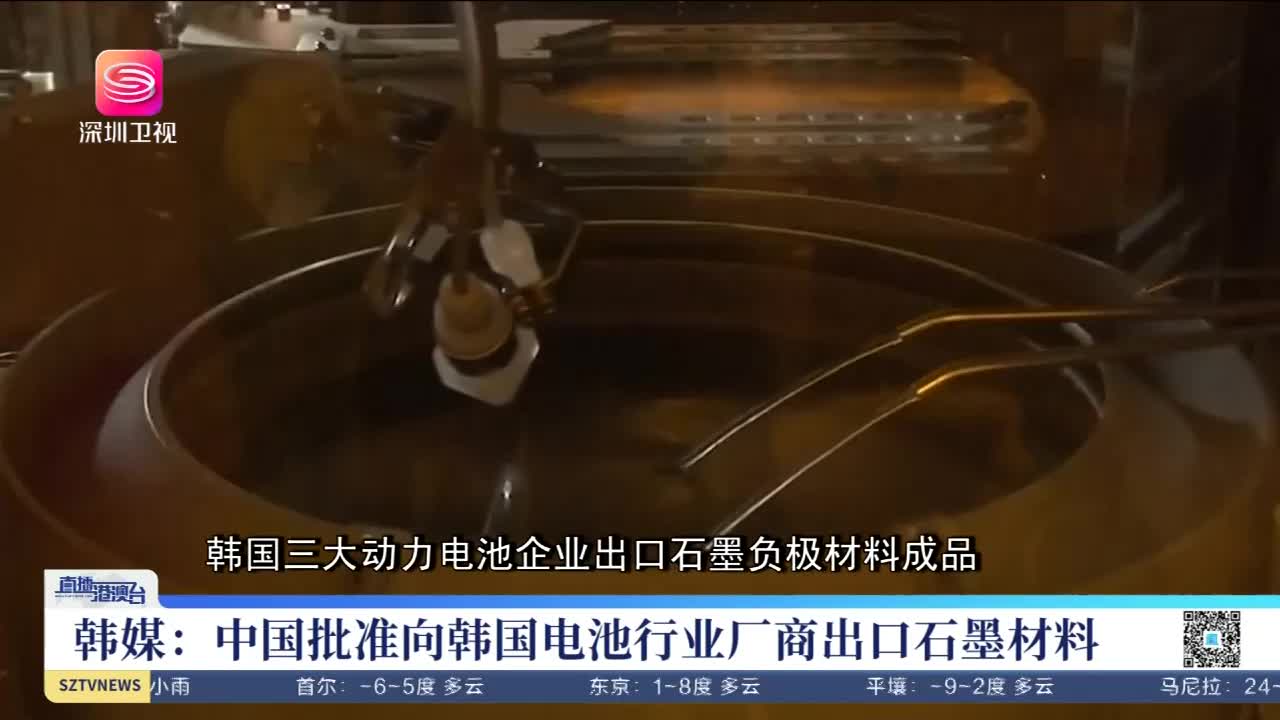 深圳卫视
韩国三大动力电池企业出口石墨负极材料成品
直播港澳台
韩媒：中国批准向韩国电池行业厂商出口石墨材料
SZTVNEWS
小雨 首尔：-6~5度 多云 东京：1~8度 多云 平壤：-9~2度 多云 马尼拉：24-